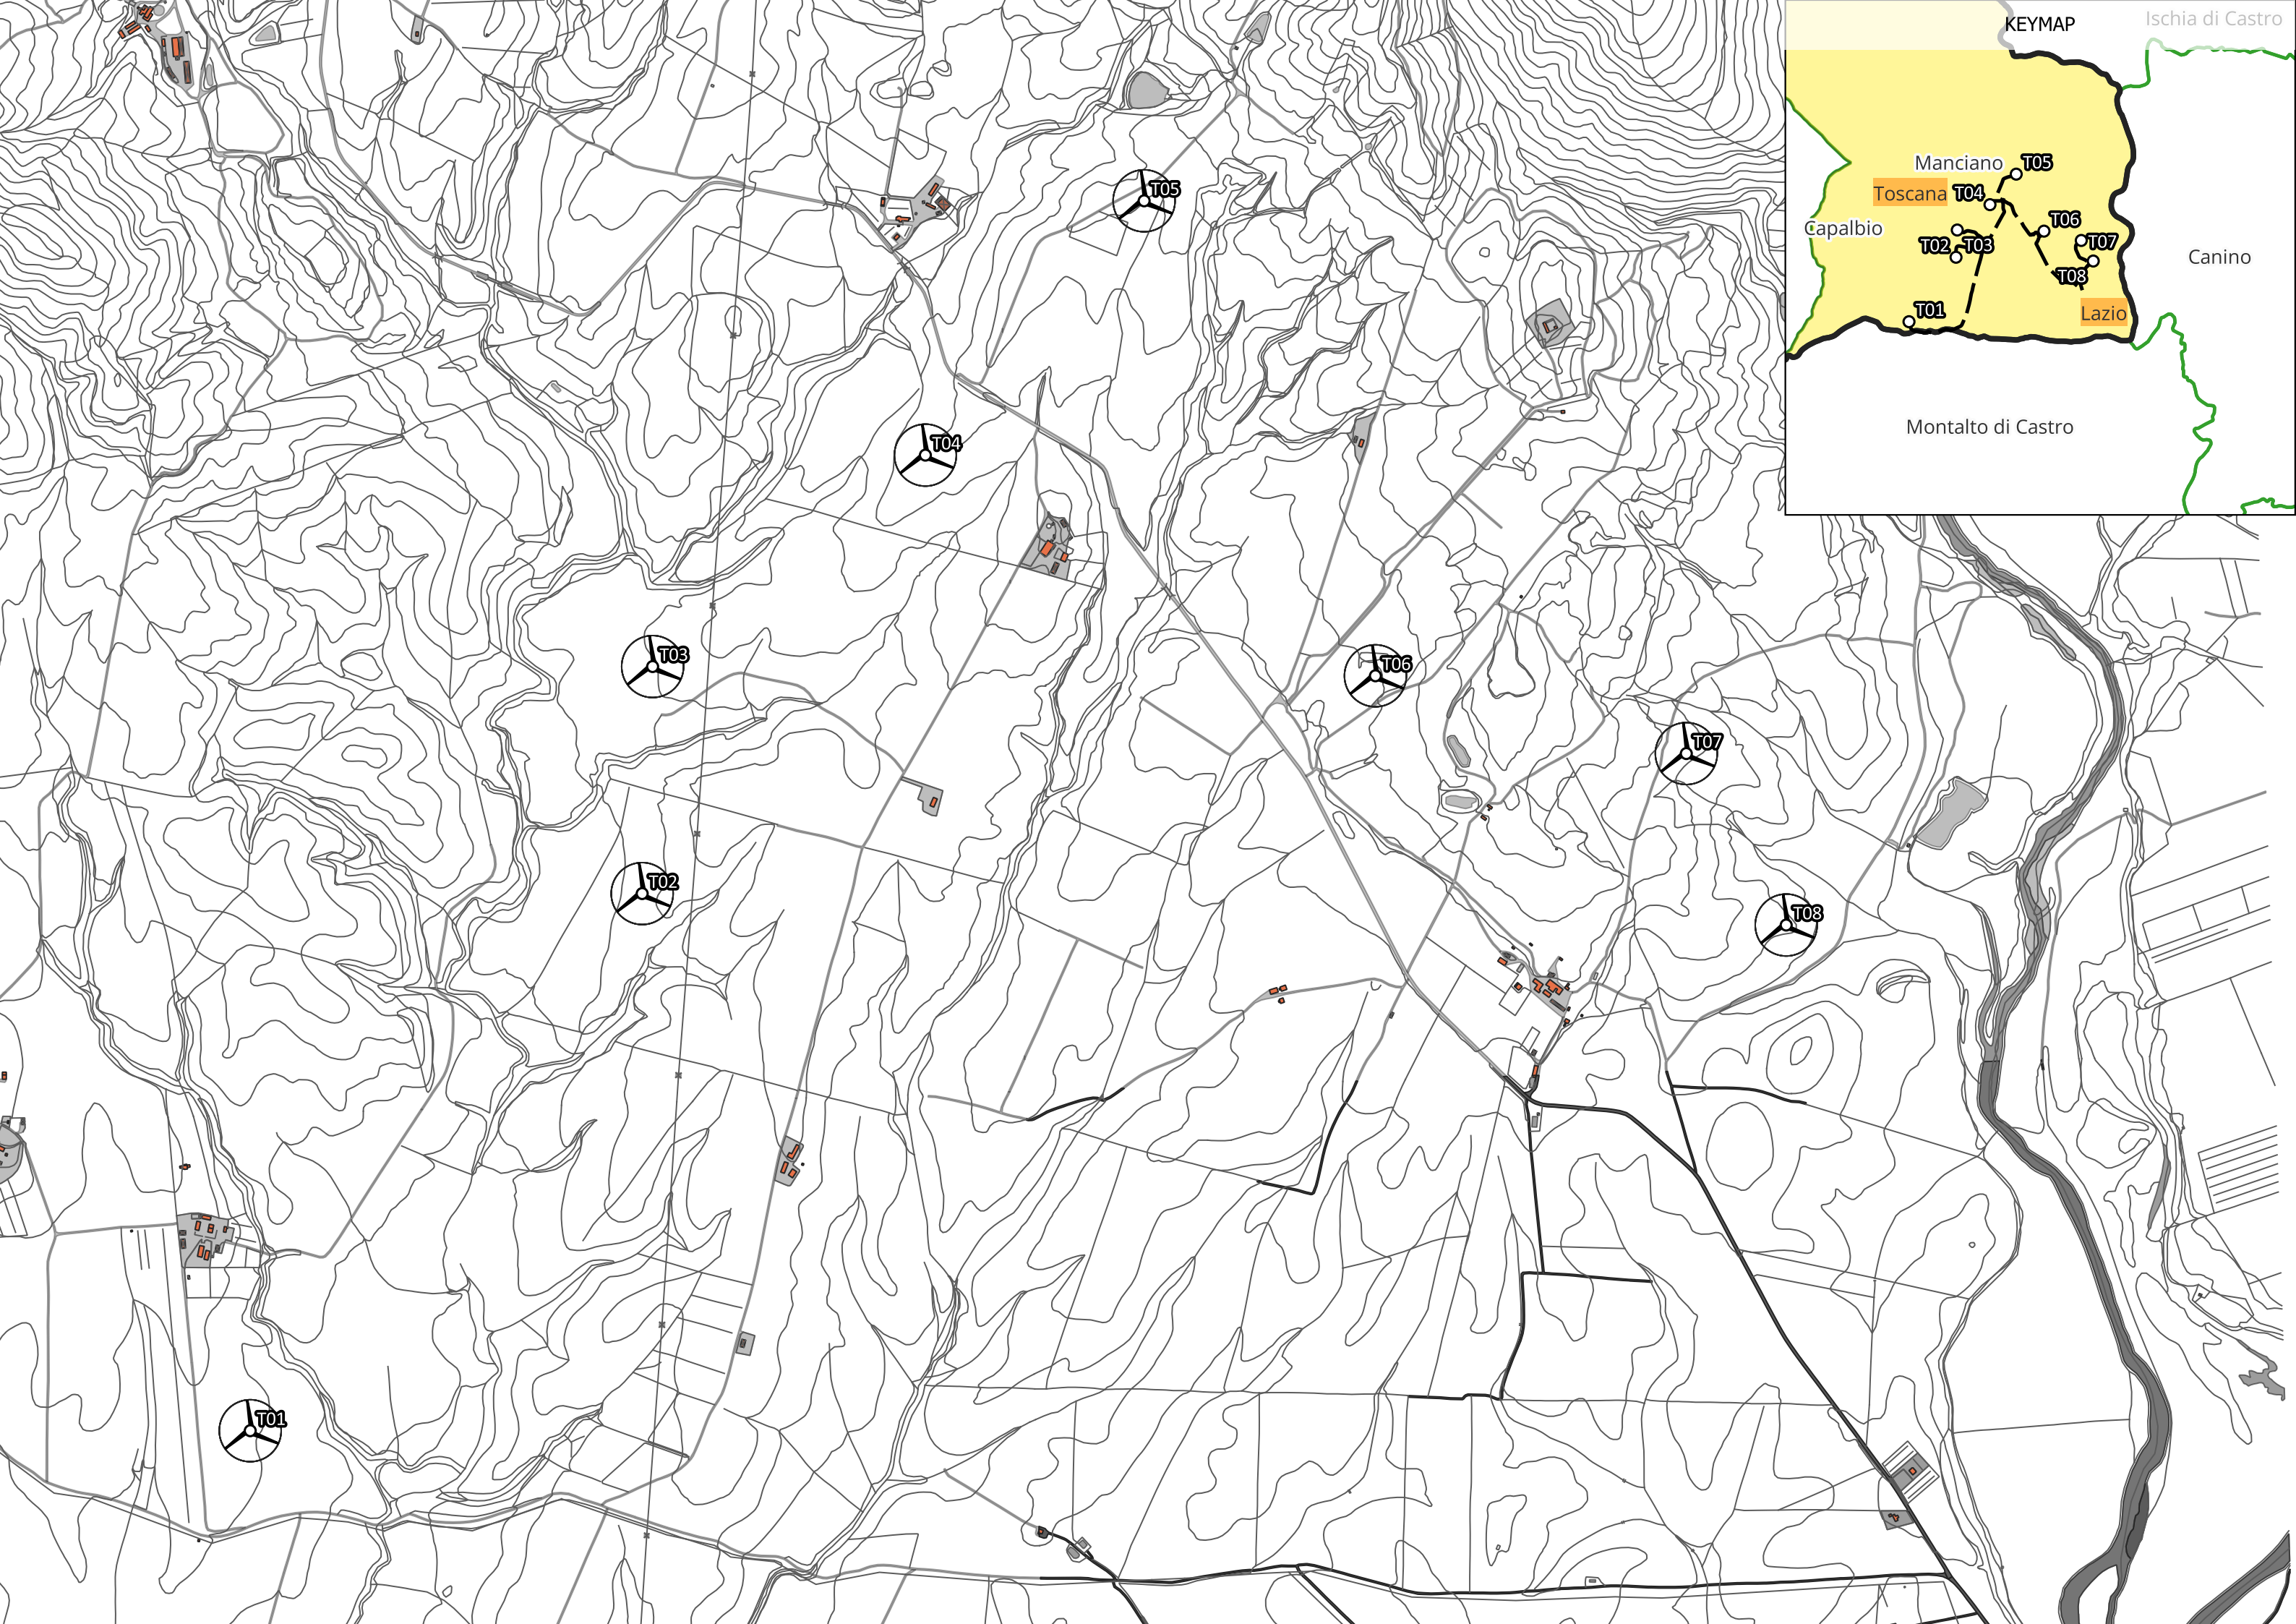 KEYMAP
Ischia di Castro
Manciano
T05
Toscana
T04
Capalbio
T06
T02
T03
T07
Canino
T08
T01
Lazio
Montalto di Castro
T05
T04
T03
T06
T07
T02
T08
T01